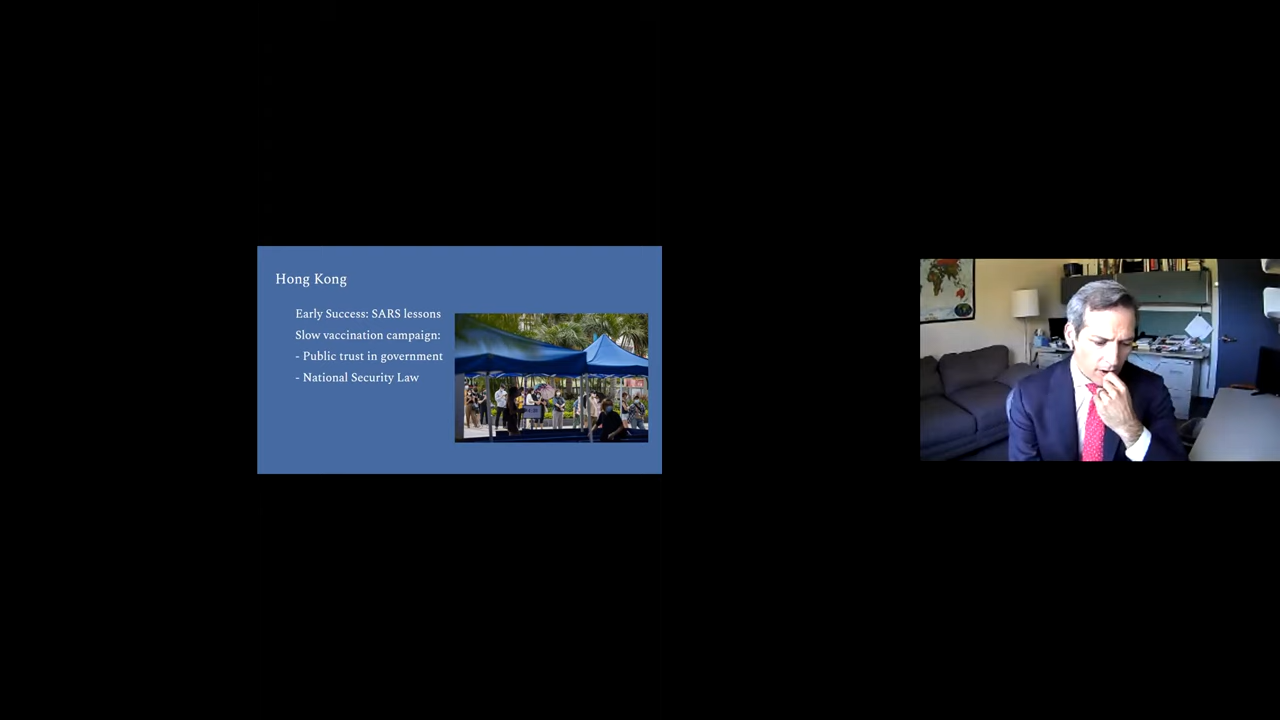 Hong Kong
Early Success: SARS lessons
Slow vaccination campaign:
- Public trust in government
- National Security Law